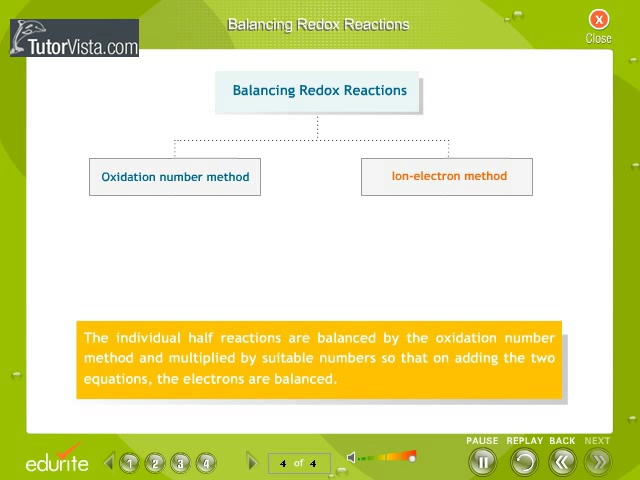 Balancing Redox Reactions
TutorVista.com
X
Close
Balancing Redox Reactions
Oxidation number method
Ion-electron method
The individual half reactions are balanced by the oxidation number
method and multiplied by suitable numbers so that on adding the two
equations, the electrons are balanced.
PAUSE REPLAY BACK NEXT
edurite
1 2 3 4
4 of 4